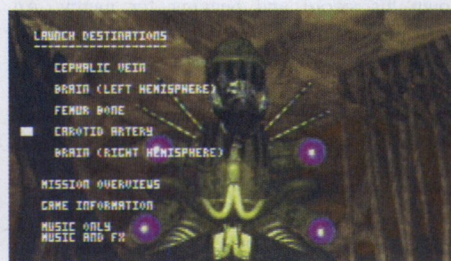 LAUNCH DESTINATIONS
CEPHALIC VEIN
BRAIN (LEFT HEMISPHERE)
FEMUR BONE
CAROTID ARTERY
BRAIN (RIGHT HEMISPHERE)
MISSION OVERVIEWS
GAME INFORMATION
MUSIC ONLY
MUSIC AND FX